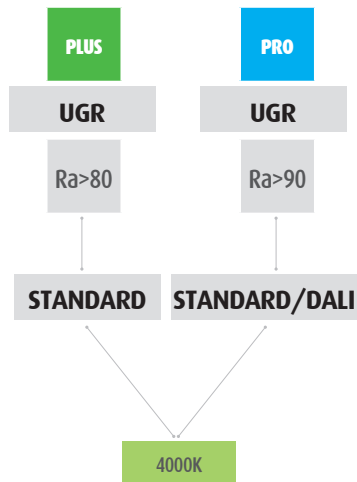 PLUS PRO
UGR UGR
Ra>80 Ra>90
STANDARD STANDARD/DALI
4000K